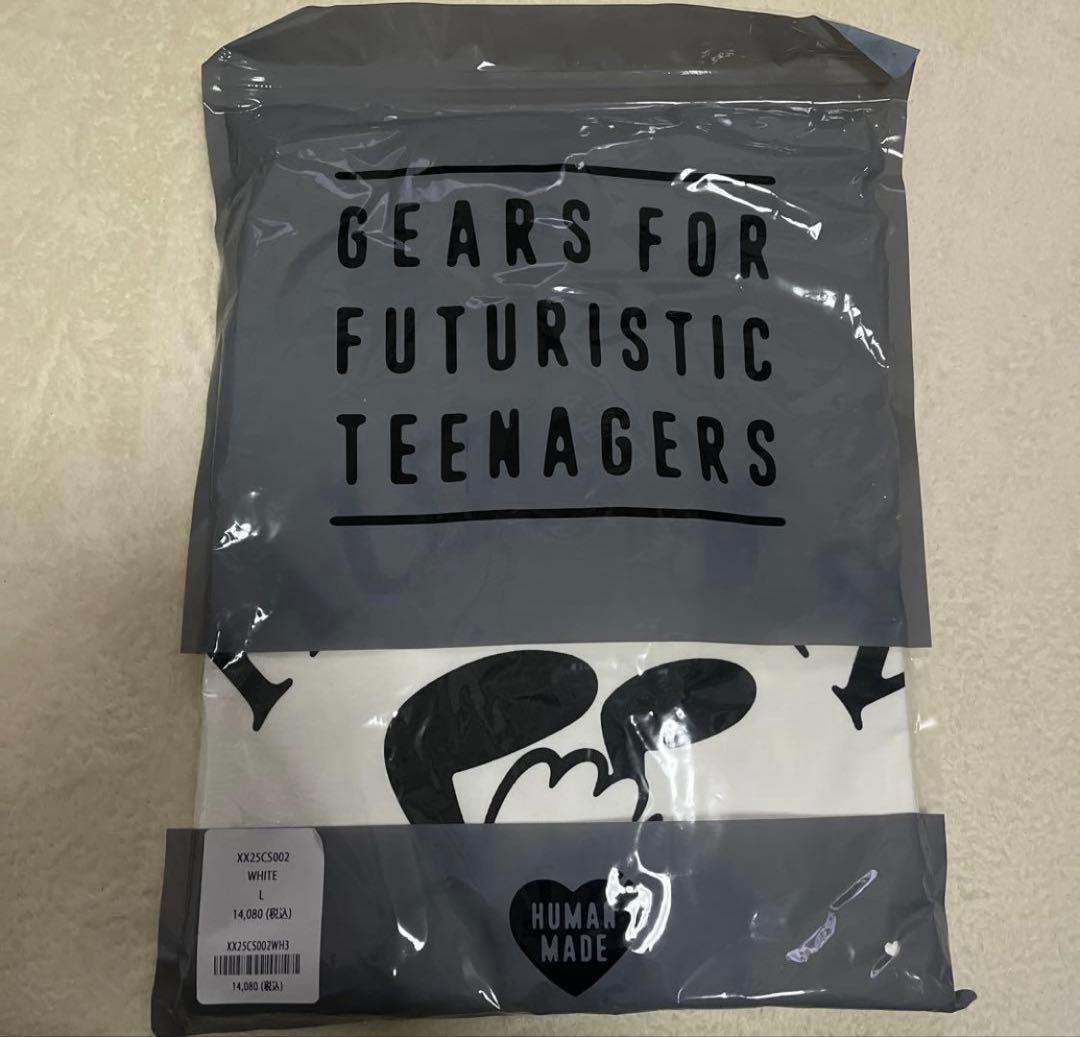 GEARS FOR
FUTURISTIC
TEENAGERS
XX25CS002
WHITE
L
14,080 (税込)
XX25CS002WH3
14,080 (税込)
HUMAN
MADE